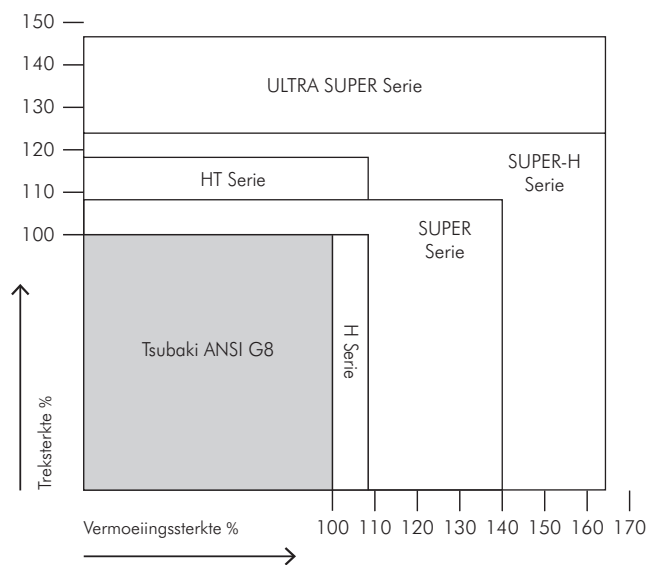 150
140
130
120
110
100
ULTRA SUPER Serie
SUPER-H
Serie
HT Serie
SUPER
Serie
Tsubaki ANSI G8
H Serie
Treksterkte %
Vermoeiingssterkte %
100 110 120 130 140 150 160 170